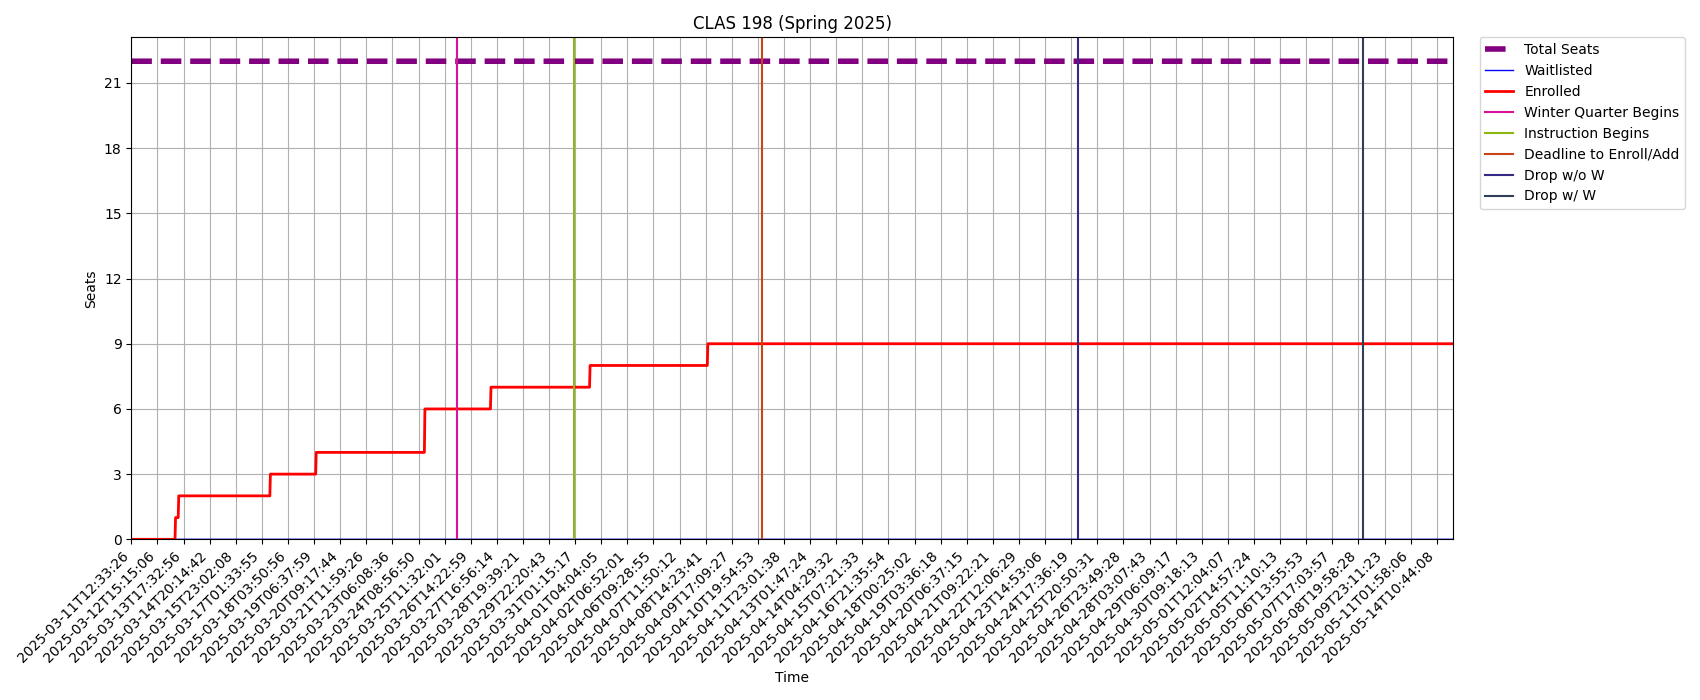 CLAS 198 (Spring 2025)
Total Seats
Waitlisted
Enrolled
Winter Quarter Begins
Instruction Begins
Deadline to Enroll/Add
Drop w/o W
Drop w/ W
Seats
21
18
15
12
9
6
3
0
2025-03-11T12:33:26
2025-03-12T15:15:06
2025-03-13T17:32:56
2025-03-14T20:14:42
2025-03-15T23:02:08
2025-03-17T01:33:55
2025-03-18T03:50:56
2025-03-19T06:37:59
2025-03-20T09:17:44
2025-03-21T11:59:26
2025-03-23T06:08:36
2025-03-24T08:56:50
2025-03-25T11:32:01
2025-03-26T14:22:59
2025-03-27T16:56:14
2025-03-28T19:39:21
2025-03-29T22:20:43
2025-03-31T01:15:17
2025-04-01T04:04:05
2025-04-02T06:52:01
2025-04-06T09:28:55
2025-04-07T11:50:12
2025-04-08T14:23:41
2025-04-09T17:09:27
2025-04-10T19:54:53
2025-04-11T23:01:38
2025-04-13T01:47:24
2025-04-14T04:29:32
2025-04-15T07:21:33
2025-04-16T21:35:54
2025-04-18T00:25:02
2025-04-19T03:36:18
2025-04-20T06:37:15
2025-04-21T09:22:21
2025-04-22T12:06:29
2025-04-23T14:53:06
2025-04-24T17:36:19
2025-04-25T20:50:31
2025-04-26T23:49:28
2025-04-28T03:07:43
2025-04-29T06:09:17
2025-04-30T09:18:13
2025-05-01T12:04:07
2025-05-02T14:57:24
2025-05-05T11:10:13
2025-05-06T13:55:53
2025-05-07T17:03:57
2025-05-08T19:58:28
2025-05-09T23:11:23
2025-05-11T01:58:06
2025-05-14T10:44:08
Time